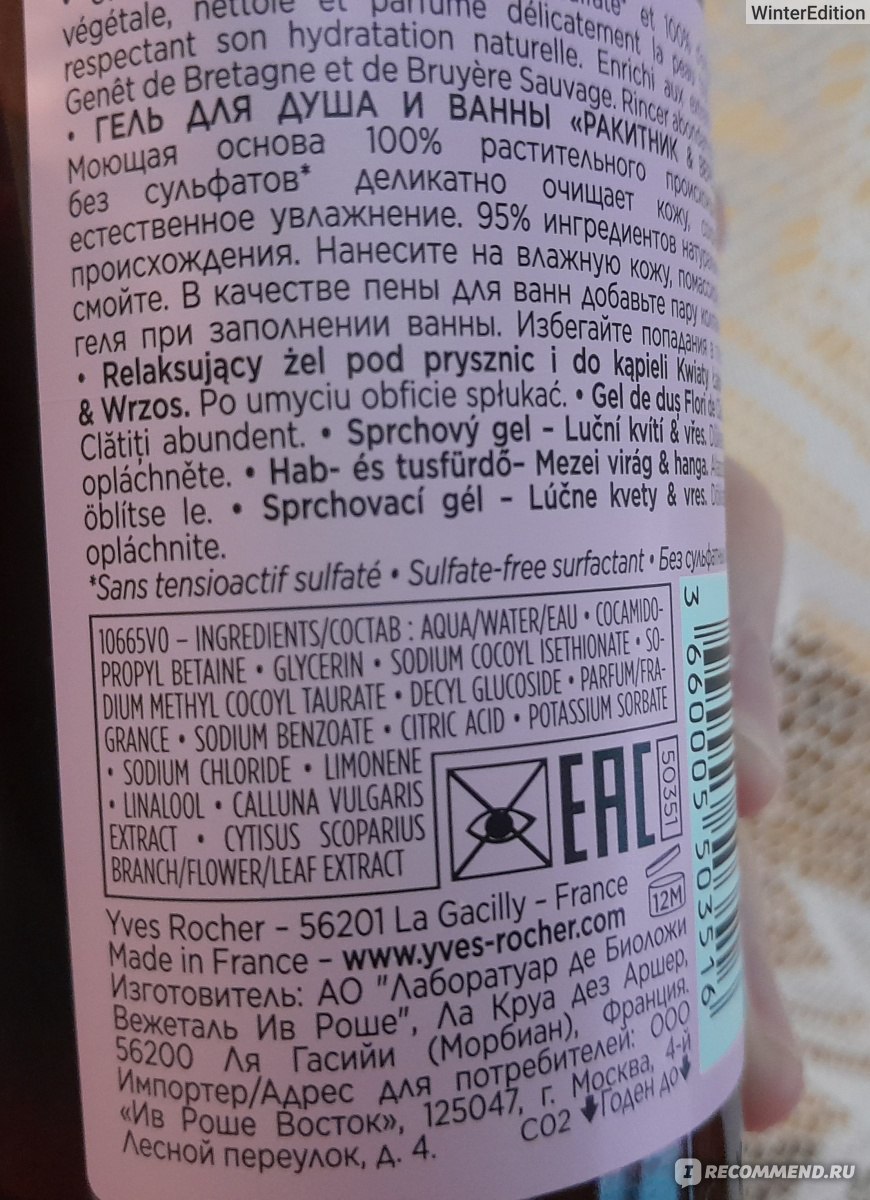 WinterEdition
végétale, nettoie et parfume délicatement la peau
respectant son hydratation naturelle. Enrichi aux
Genêt de Bretagne et de Bruyère Sauvage. Rincer
• ГЕЛЬ ДЛЯ ДУША И ВАННЫ «РАКИТНИК &
Моющая основа 100% растительного
без сульфатов* деликатно очищает кожу,
естественное увлажнение. 95% ингредиентов
происхождения. Нанесите на влажную кожу,
смойте. В качестве пены для ванн добавьте пару
геля при заполнении ванны. Избегайте попадания в
• Relaksujący żel pod prysznic i do kąpieli Kwiaty
& Wrzos. Po umyciu obficie spłukać. • Gel de duș Flori de
Clătiți abundent. • Sprchový gel – Luční kvítí & vřes.
opláchněte. • Hab- és tusfürdő– Mezei virág & hanga.
öblítse le. • Sprchovací gél – Lúčne kvety & vres.
opláchnite.
*Sans tensioactif sulfaté • Sulfate-free surfactant • Без
10665V0 – INGREDIENTS/СОСТАВ : AQUA/WATER/EAU • COCAMIDO-
PROPYL BETAINE • GLYCERIN • SODIUM COCOYL ISETHIONATE • SO-
DIUM METHYL COCOYL TAURATE • DECYL GLUCOSIDE • PARFUM/FRA-
GRANCE • SODIUM BENZOATE • CITRIC ACID • POTASSIUM SORBATE
• SODIUM CHLORIDE • LIMONENE
• LINALOOL • CALLUNA VULGARIS
EXTRACT • CYTISUS SCOPARIUS
BRANCH/FLOWER/LEAF EXTRACT
EAC
50351
12M
3 660005 503516
Yves Rocher – 56201 La Gacilly – France
Made in France – www.yves-rocher.com
Изготовитель: АО "Лаборатуар де Биоложи
Вежеталь Ив Роше", Ла Круа дез Аршер,
56200 Ля Гасийи (Морбиан), Франция.
Импортер/Адрес для потребителей: ООО
«Ив Роше Восток», 125047, г. Москва, 4-й
Лесной переулок, д. 4.
CO2 Годен до
IRECOMMEND.RU